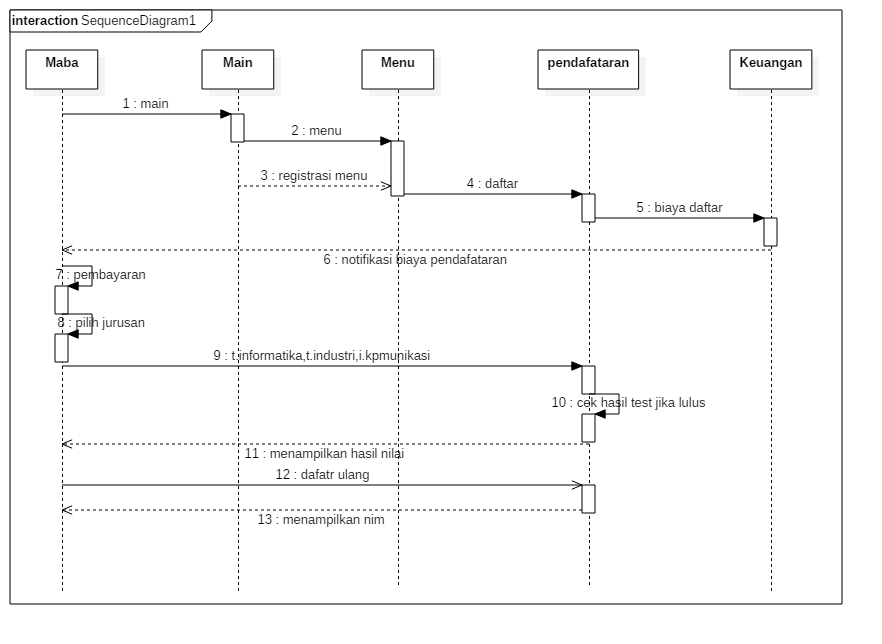 interaction SequenceDiagram1
Maba
Main
Menu
pendafataran
Keuangan
1 : main
2 : menu
3 : registrasi menu
4 : daftar
5 : biaya daftar
6 : notifikasi biaya pendafataran
7 : pembayaran
8 : pilih jurusan
9 : t.informatika,t.industri,i.kpmunikasi
10 : cek hasil test jika lulus
11 : menampilkan hasil nilai
12 : dafatr ulang
13 : menampilkan nim